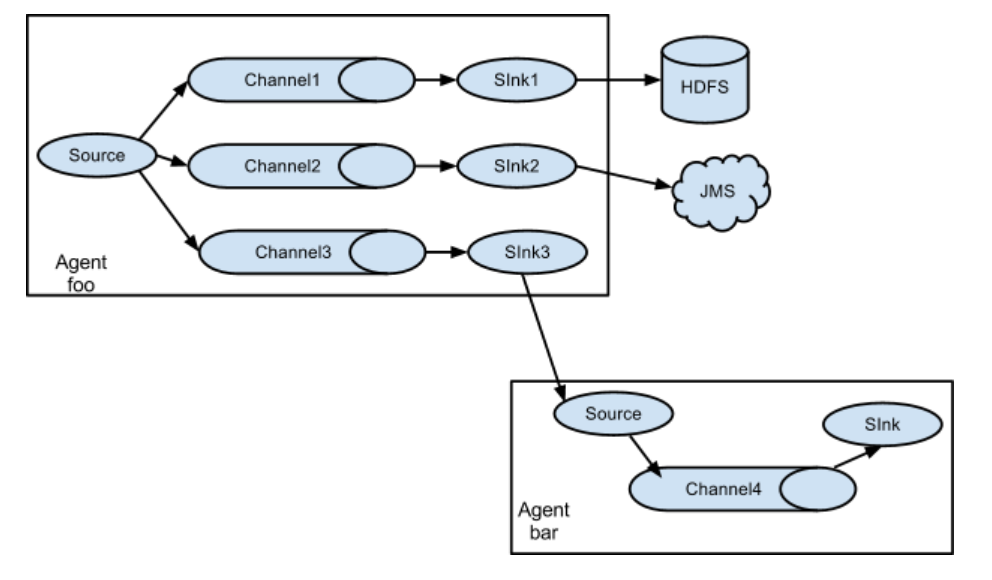 Channel1
SInk1
HDFS
Source
Channel2
SInk2
JMS
Channel3
SInk3
Agent
foo
Source
SInk
Channel4
Agent
bar